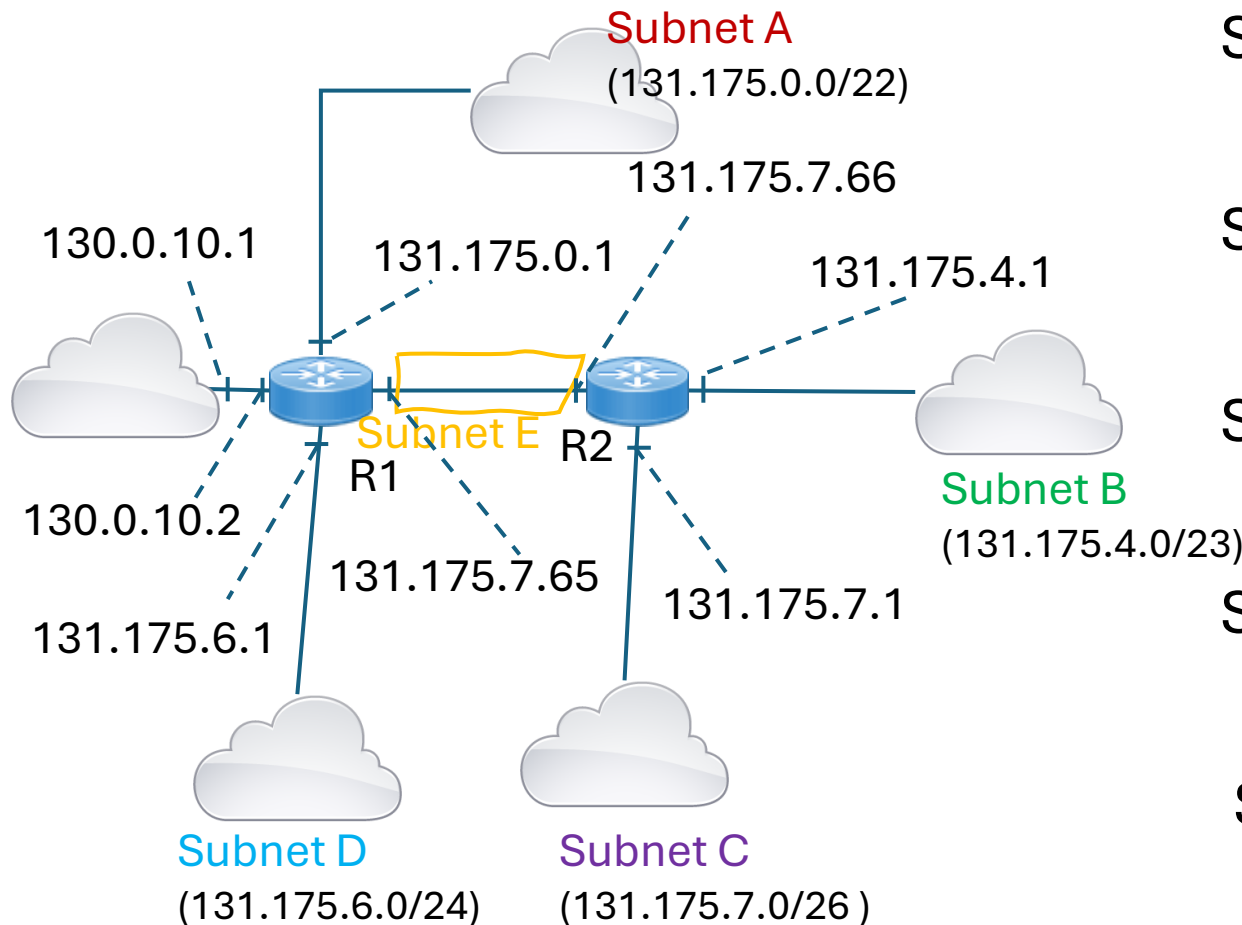 Subnet A
S
(131.175.0.0/22)
131.175.7.66
130.0.10.1
131.175.0.1
131.175.4.1
S
Subnet E
R2
S
R1
Subnet B
130.0.10.2
(131.175.4.0/23)
131.175.7.65
131.175.7.1
S
131.175.6.1
S
Subnet D
Subnet C
(131.175.6.0/24)
(131.175.7.0/26 )